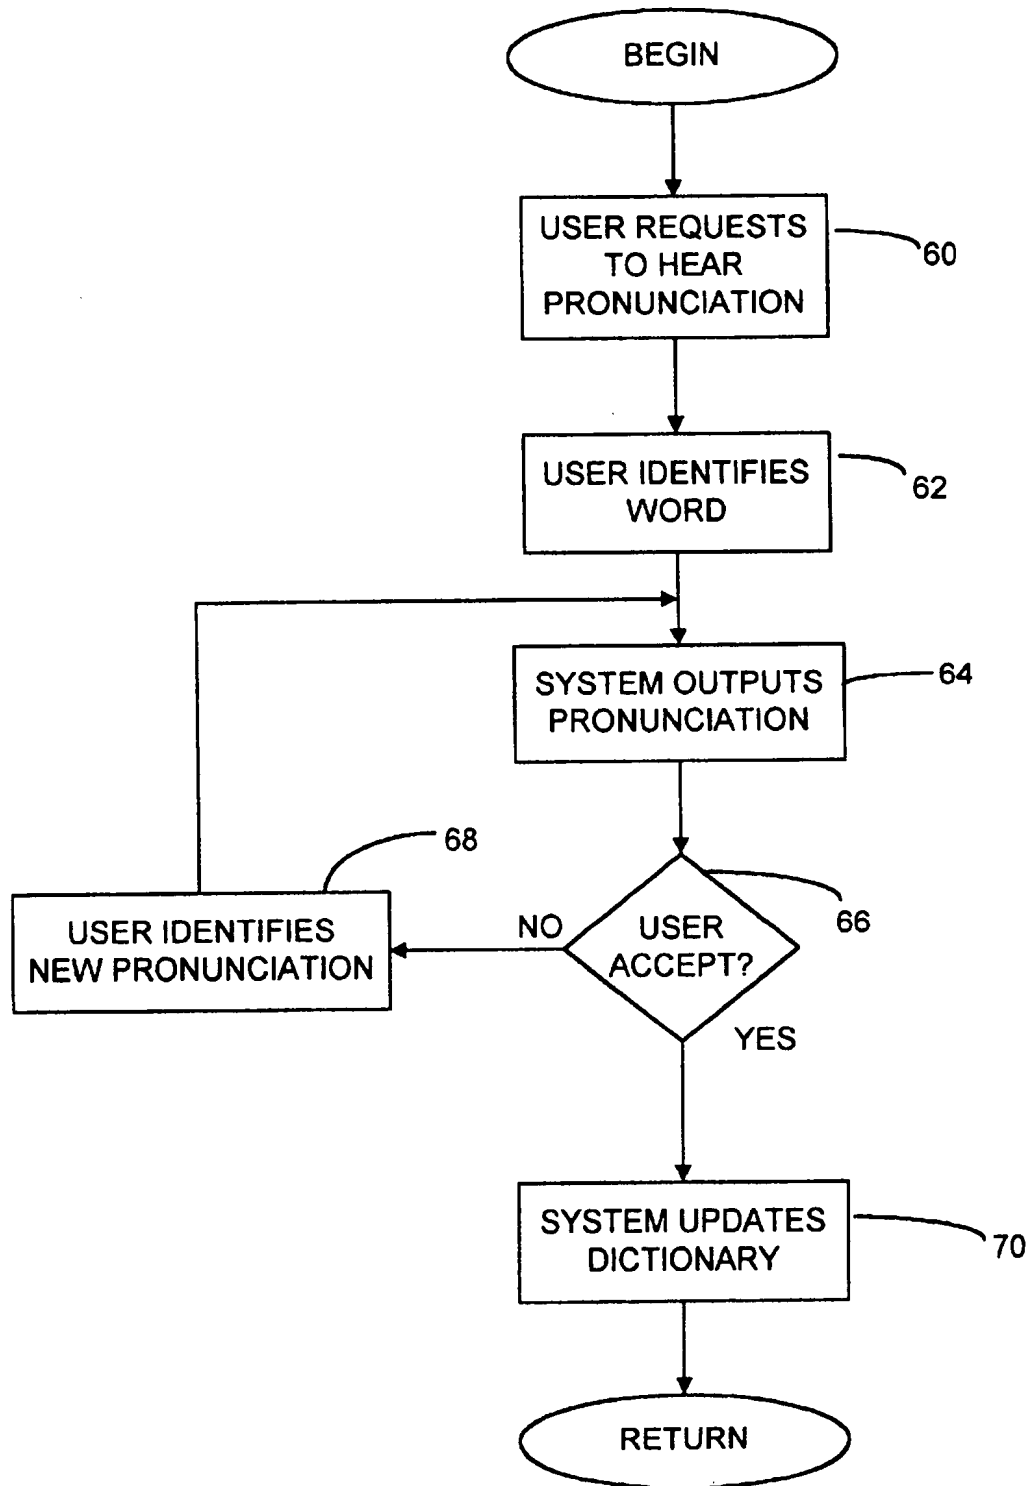 BEGIN
USER REQUESTS
TO HEAR
PRONUNCIATION
60
USER IDENTIFIES
WORD
62
SYSTEM OUTPUTS
PRONUNCIATION
64
USER
ACCEPT?
66
NO
68
USER IDENTIFIES
NEW PRONUNCIATION
YES
SYSTEM UPDATES
DICTIONARY
70
RETURN